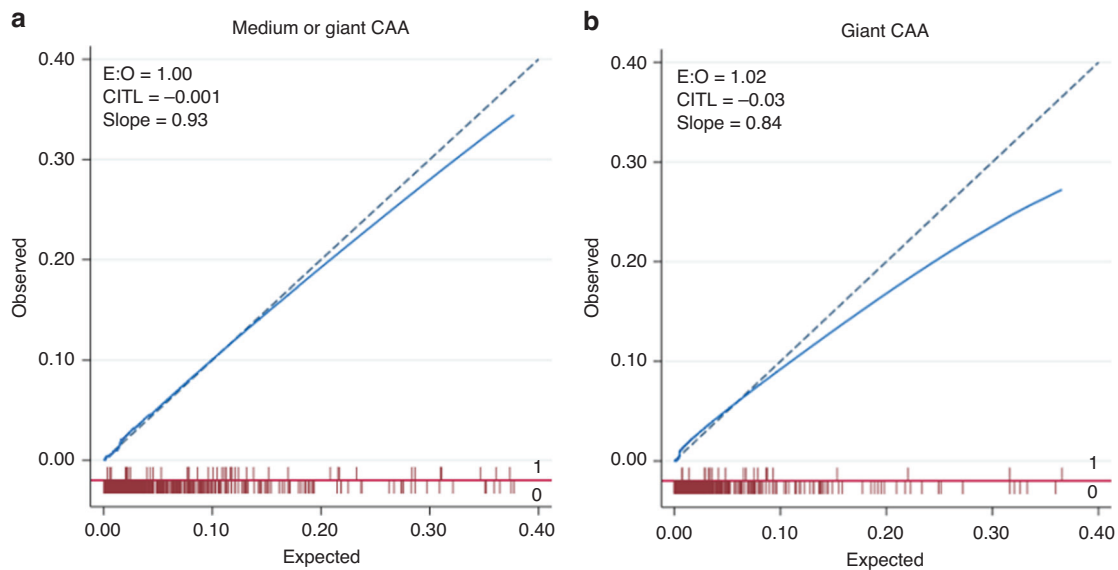 a
Medium or giant CAA
E:O = 1.00
CITL = –0.001
Slope = 0.93
0.40
0.30
0.20
0.10
0.00
Observed
1
0
0.00 0.10 0.20 0.30 0.40
Expected
b
Giant CAA
E:O = 1.02
CITL = –0.03
Slope = 0.84
0.40
0.30
0.20
0.10
0.00
Observed
1
0
0.00 0.10 0.20 0.30 0.40
Expected